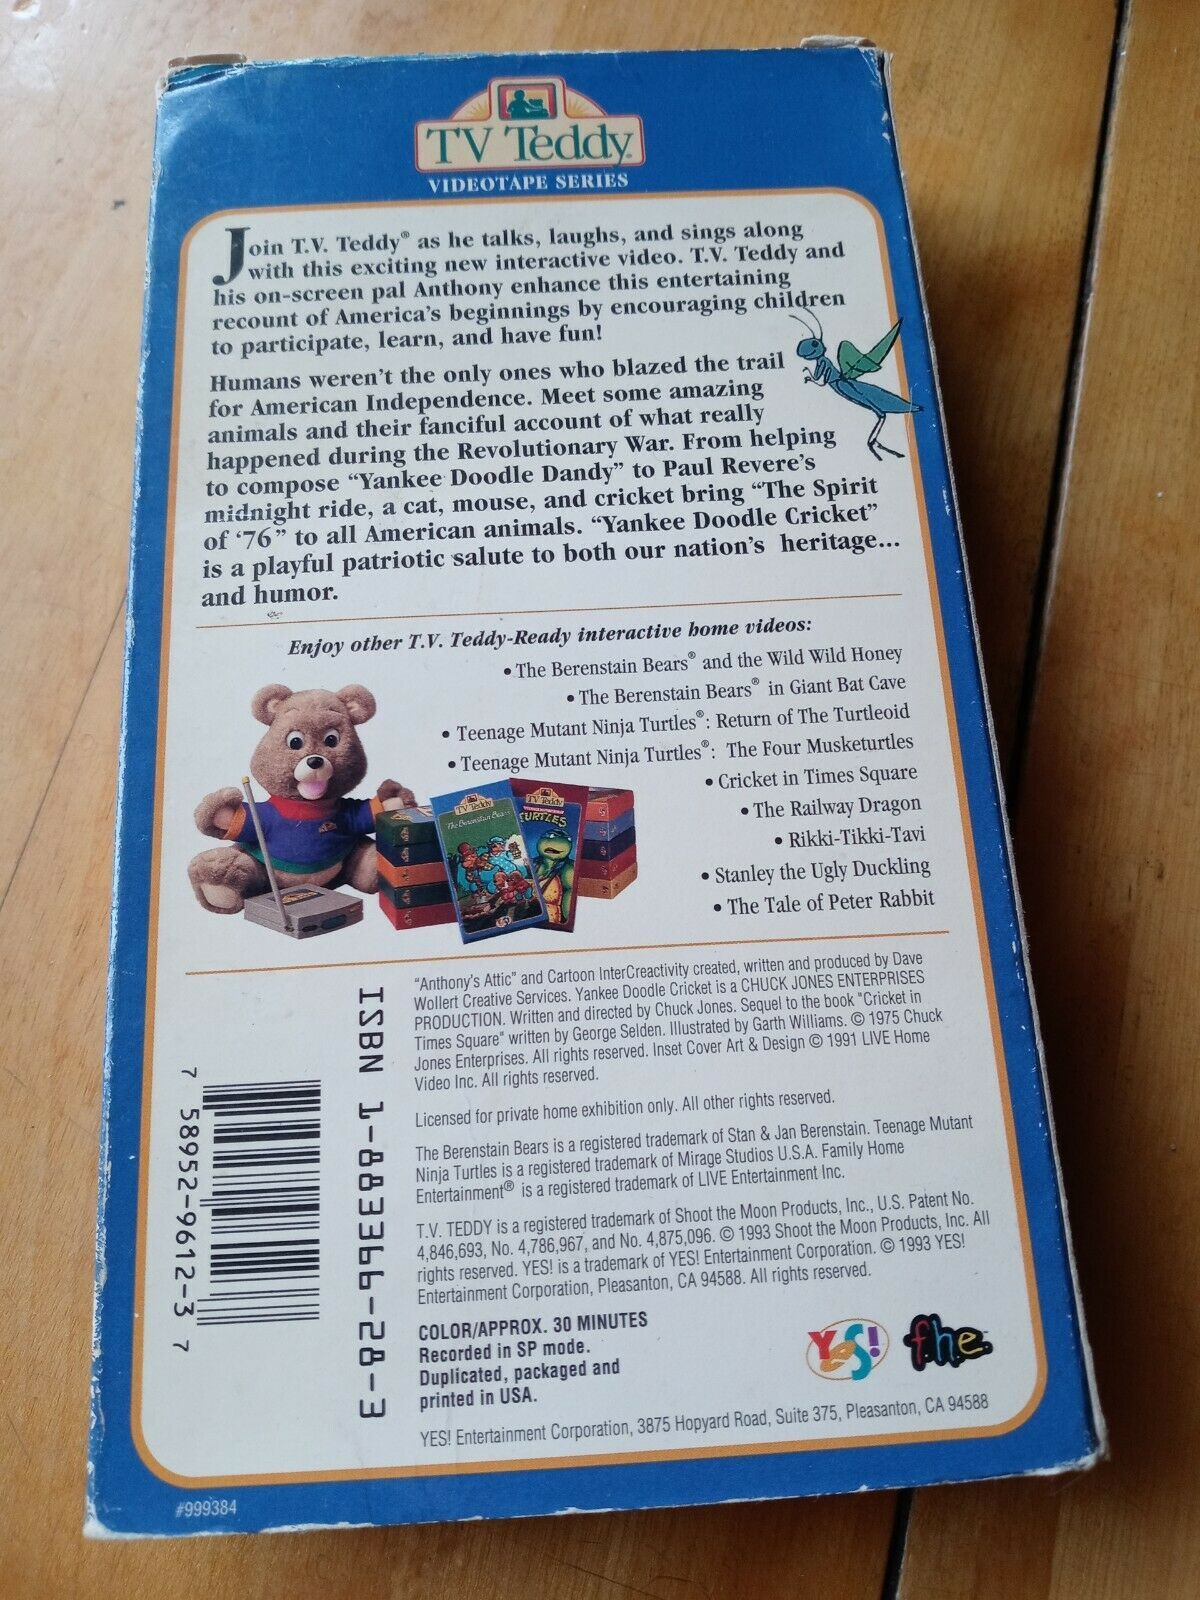 TV Teddy®
VIDEOTAPE SERIES
Join T.V. Teddy® as he talks, laughs, and sings along
with this exciting new interactive video. T.V. Teddy and
his on-screen pal Anthony enhance this entertaining
recount of America's beginnings by encouraging children
to participate, learn, and have fun!
Humans weren't the only ones who blazed the trail
for American Independence. Meet some amazing
animals and their fanciful account of what really
happened during the Revolutionary War. From helping
to compose “Yankee Doodle Dandy” to Paul Revere's
midnight ride, a cat, mouse, and cricket bring “The Spirit
of ‘76” to all American animals. “Yankee Doodle Cricket”
is a playful patriotic salute to both our nation's heritage...
and humor.
Enjoy other T.V. Teddy-Ready interactive home videos:
• The Berenstain Bears® and the Wild Wild Honey
• The Berenstain Bears® in Giant Bat Cave
• Teenage Mutant Ninja Turtles®: Return of The Turtleoid
• Teenage Mutant Ninja Turtles®: The Four Musketurtles
• Cricket in Times Square
• The Railway Dragon
• Rikki-Tikki-Tavi
• Stanley the Ugly Duckling
• The Tale of Peter Rabbit
TV Teddy
The Berenstain Bears
TV Teddy
TURTLES
"Anthony's Attic" and Cartoon InterCreactivity created, written and produced by Dave
Wollert Creative Services. Yankee Doodle Cricket is a CHUCK JONES ENTERPRISES
PRODUCTION. Written and directed by Chuck Jones. Sequel to the book "Cricket in
Times Square" written by George Selden. Illustrated by Garth Williams. © 1975 Chuck
Jones Enterprises. All rights reserved. Inset Cover Art & Design © 1991 LIVE Home
Video Inc. All rights reserved.
Licensed for private home exhibition only. All other rights reserved.
The Berenstain Bears is a registered trademark of Stan & Jan Berenstain. Teenage Mutant
Ninja Turtles is a registered trademark of Mirage Studios U.S.A. Family Home
Entertainment® is a registered trademark of LIVE Entertainment Inc.
T.V. TEDDY is a registered trademark of Shoot the Moon Products, Inc., U.S. Patent No.
4,846,693, No. 4,786,967, and No. 4,875,096. © 1993 Shoot the Moon Products, Inc. All
rights reserved. YES! is a trademark of YES! Entertainment Corporation. © 1993 YES!
Entertainment Corporation, Pleasanton, CA 94588. All rights reserved.
COLOR/APPROX. 30 MINUTES
Recorded in SP mode.
Duplicated, packaged and
printed in USA.
YES!
f.h.e.
YES! Entertainment Corporation, 3875 Hopyard Road, Suite 375, Pleasanton, CA 94588
ISBN 1-88366-28-3
7 58952-9612-3 7
#999384